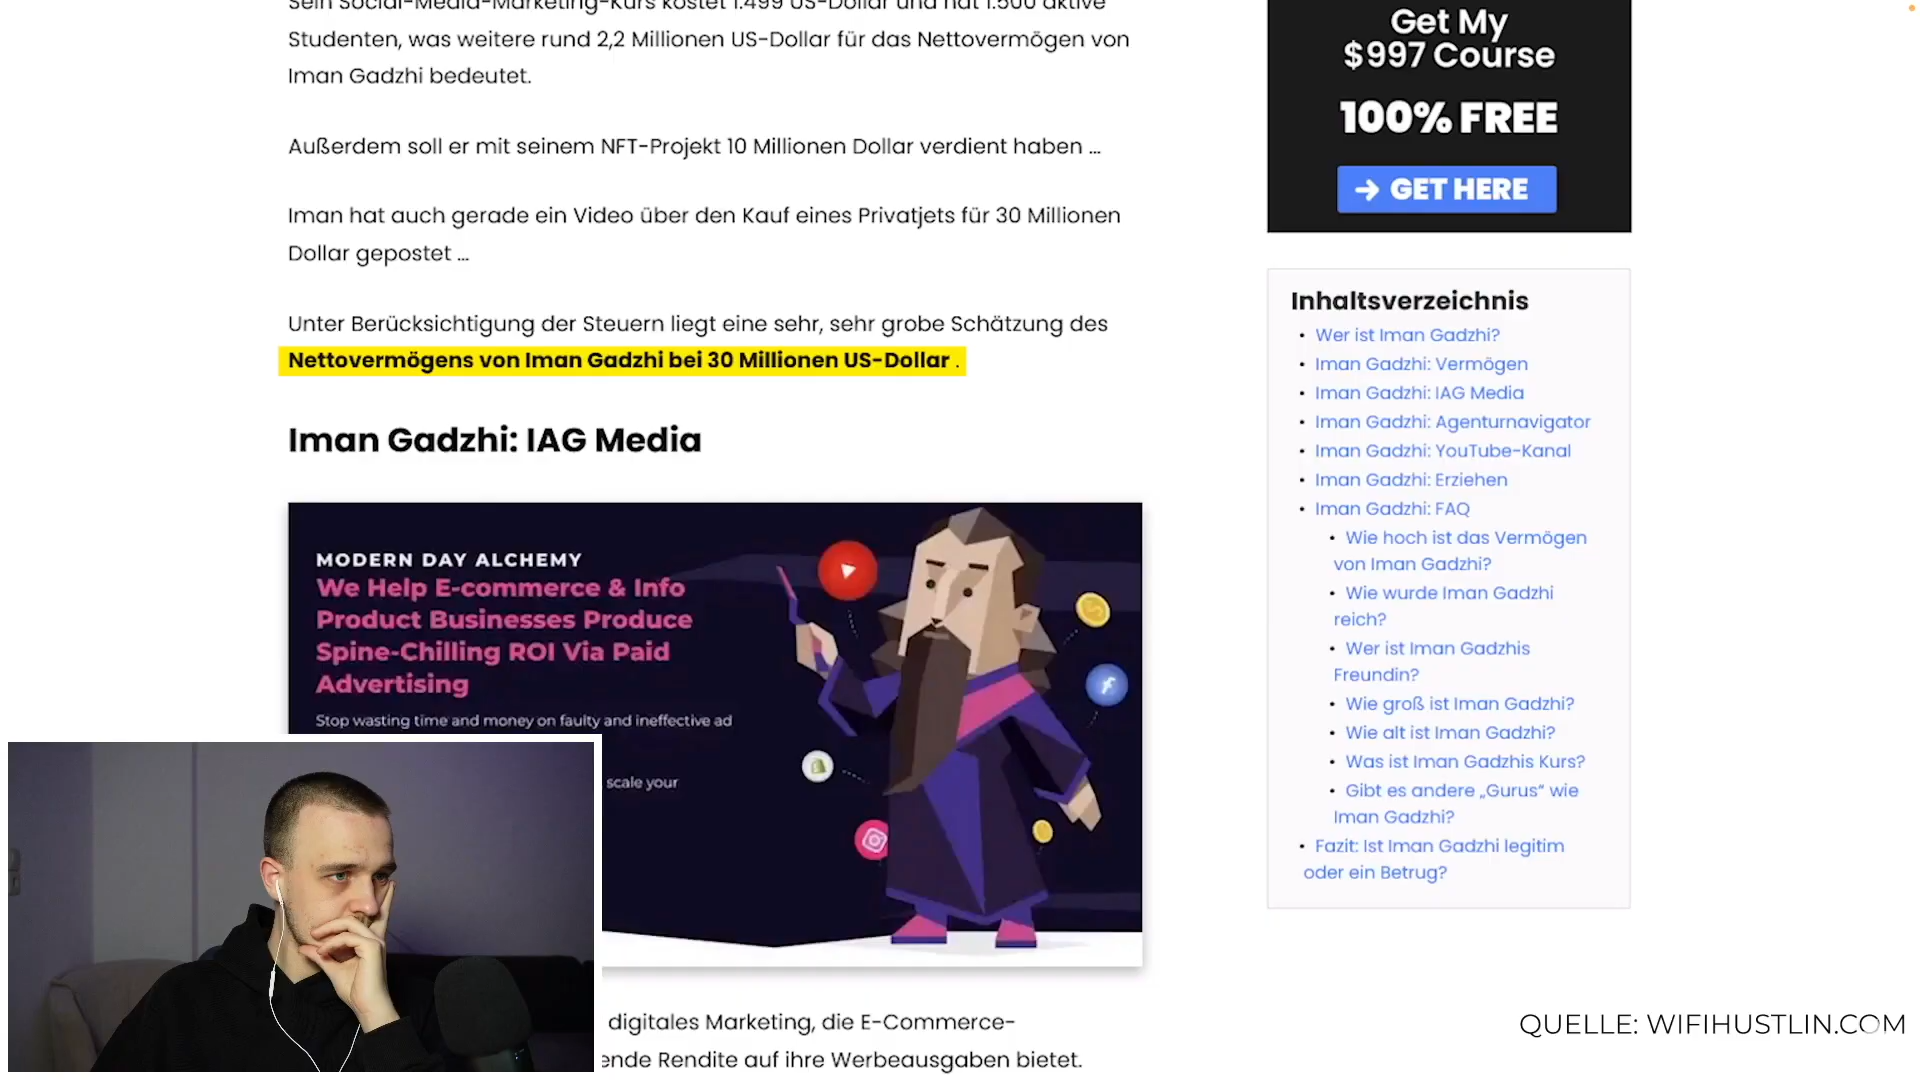 Sein Social-Media-Marketing-Kurs kostet 1.499 US-Dollar und hat 1.500 aktive
Studenten, was weitere rund 2,2 Millionen US-Dollar für das Nettovermögen von
Iman Gadzhi bedeutet.
Außerdem soll er mit seinem NFT-Projekt 10 Millionen Dollar verdient haben ...
Iman hat auch gerade ein Video über den Kauf eines Privatjets für 30 Millionen
Dollar gepostet ...
Unter Berücksichtigung der Steuern liegt eine sehr, sehr grobe Schätzung des
Nettovermögens von Iman Gadzhi bei 30 Millionen US-Dollar .
Iman Gadzhi: IAG Media
MODERN DAY ALCHEMY
We Help E-commerce & Info
Product Businesses Produce
Spine-Chilling ROI Via Paid
Advertising
Stop wasting time and money on faulty and ineffective ad
scale your
digitales Marketing, die E-Commerce-
ende Rendite auf ihre Werbeausgaben bietet.
Get My
$997 Course
100% FREE
→ GET HERE
Inhaltsverzeichnis
• Wer ist Iman Gadzhi?
• Iman Gadzhi: Vermögen
• Iman Gadzhi: IAG Media
• Iman Gadzhi: Agenturnavigator
• Iman Gadzhi: YouTube-Kanal
• Iman Gadzhi: Erziehen
• Iman Gadzhi: FAQ
• Wie hoch ist das Vermögen
von Iman Gadzhi?
• Wie wurde Iman Gadzhi
reich?
• Wer ist Iman Gadzhis
Freundin?
• Wie groß ist Iman Gadzhi?
• Wie alt ist Iman Gadzhi?
• Was ist Iman Gadzhis Kurs?
• Gibt es andere „Gurus“ wie
Iman Gadzhi?
• Fazit: Ist Iman Gadzhi legitim
oder ein Betrug?
QUELLE: WIFIHUSTLIN.COM